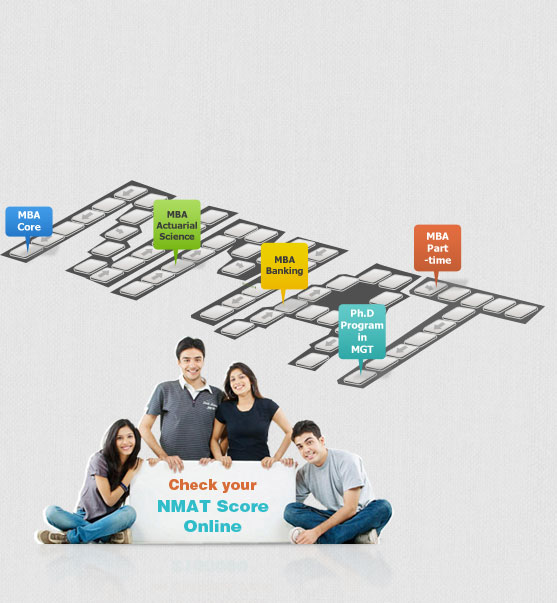 MBA
Core
MBA
Actuarial
Science
MBA
Banking
MBA
Part
-time
Ph.D
Program
in
MGT
Check your
NMAT Score
Online